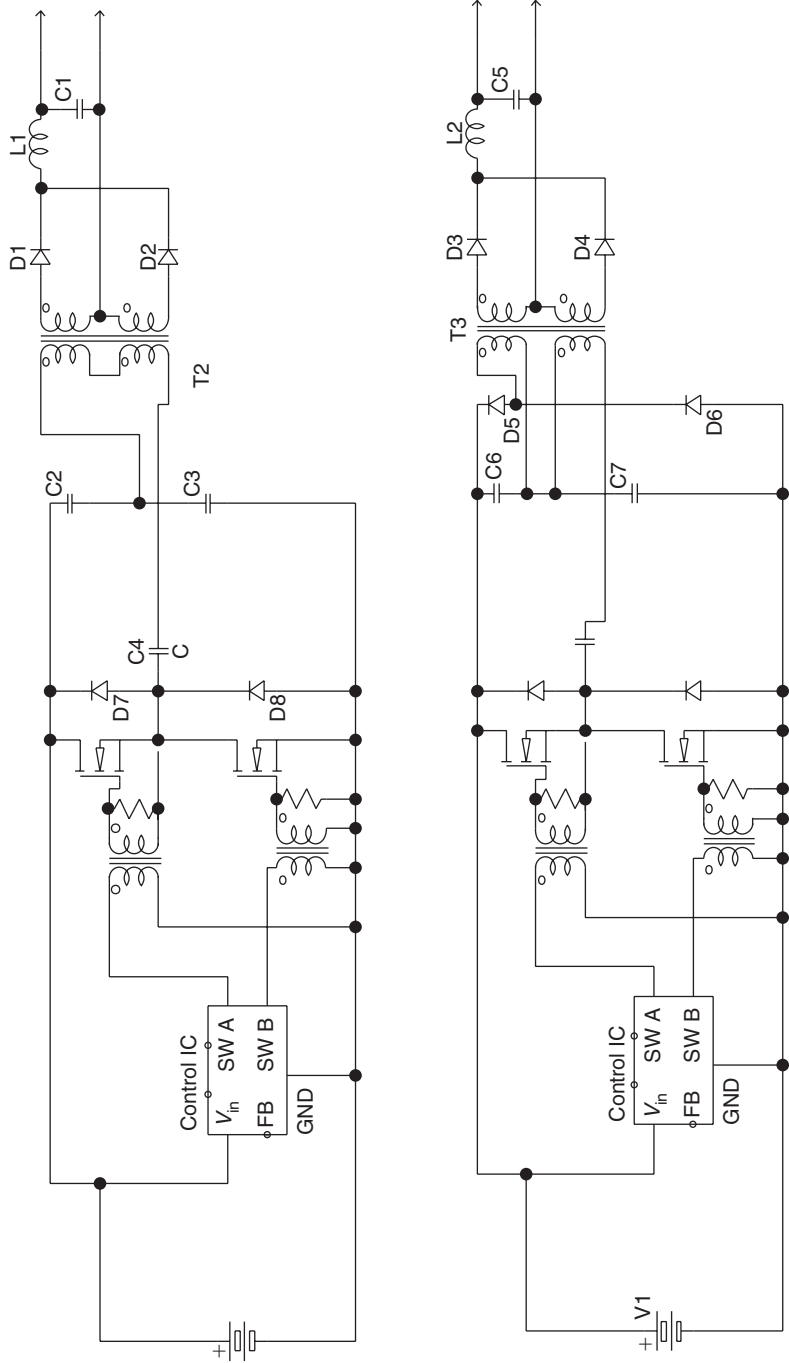 L1
C1
D1
D2
T2
C2
C3
C4
C
D7
D8
Control IC
Vin
SW A
FB
SW B
GND
+
L2
C5
D3
D4
T3
D5
D6
C6
C7
Control IC
Vin
SW A
FB
SW B
GND
V1
+